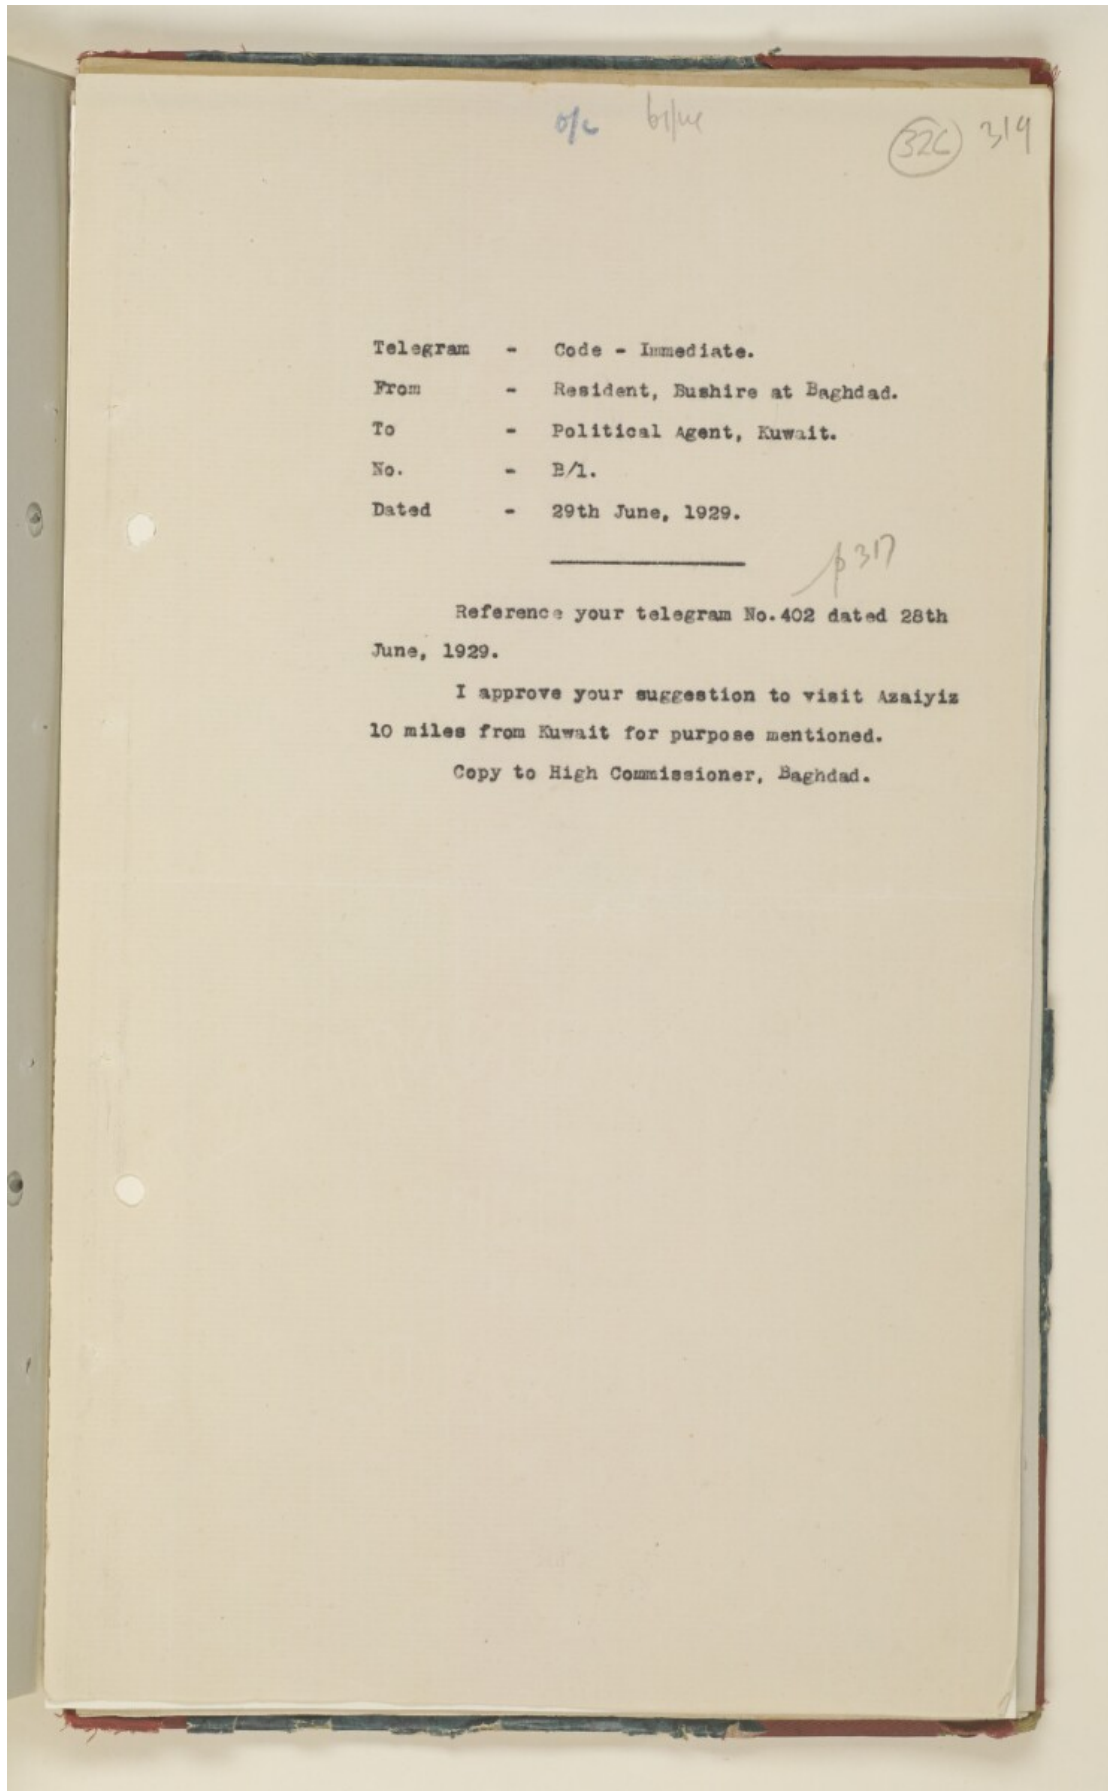 319
Telegram - Code - Immediate.
From - Resident, Bushire at Baghdad.
To - Political Agent, Kuwait.
No. - B/1.
Dated - 29th June, 1929.
p 317
Reference your telegram No.402 dated 28th
June, 1929.
I approve your suggestion to visit Azaiyiz
10 miles from Kuwait for purpose mentioned.
Copy to High Commissioner, Baghdad.